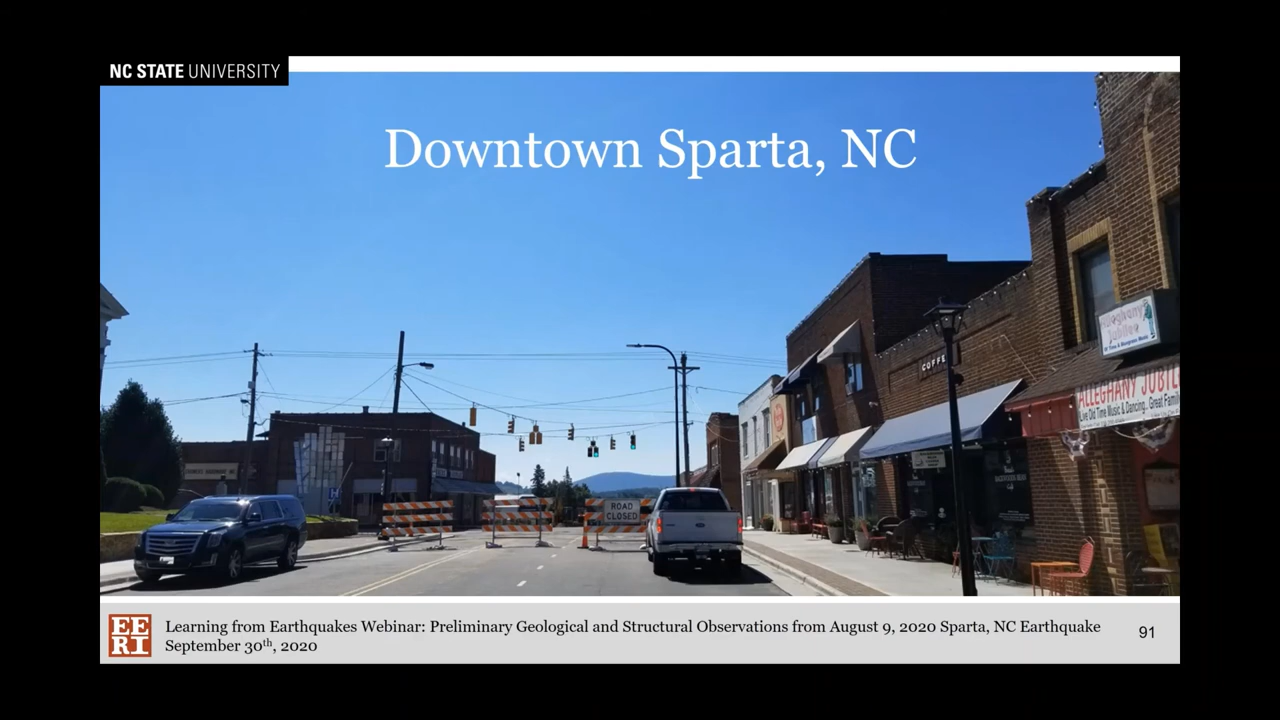 NC STATE UNIVERSITY
Downtown Sparta, NC
COFFE
Jubilee
ALLEGHANY JUBIL
Live Old Time Music & Dancing. Great Family
ROAD
CLOSED
EE
RI
Learning from Earthquakes Webinar: Preliminary Geological and Structural Observations from August 9, 2020 Sparta, NC Earthquake
September 30th, 2020
91